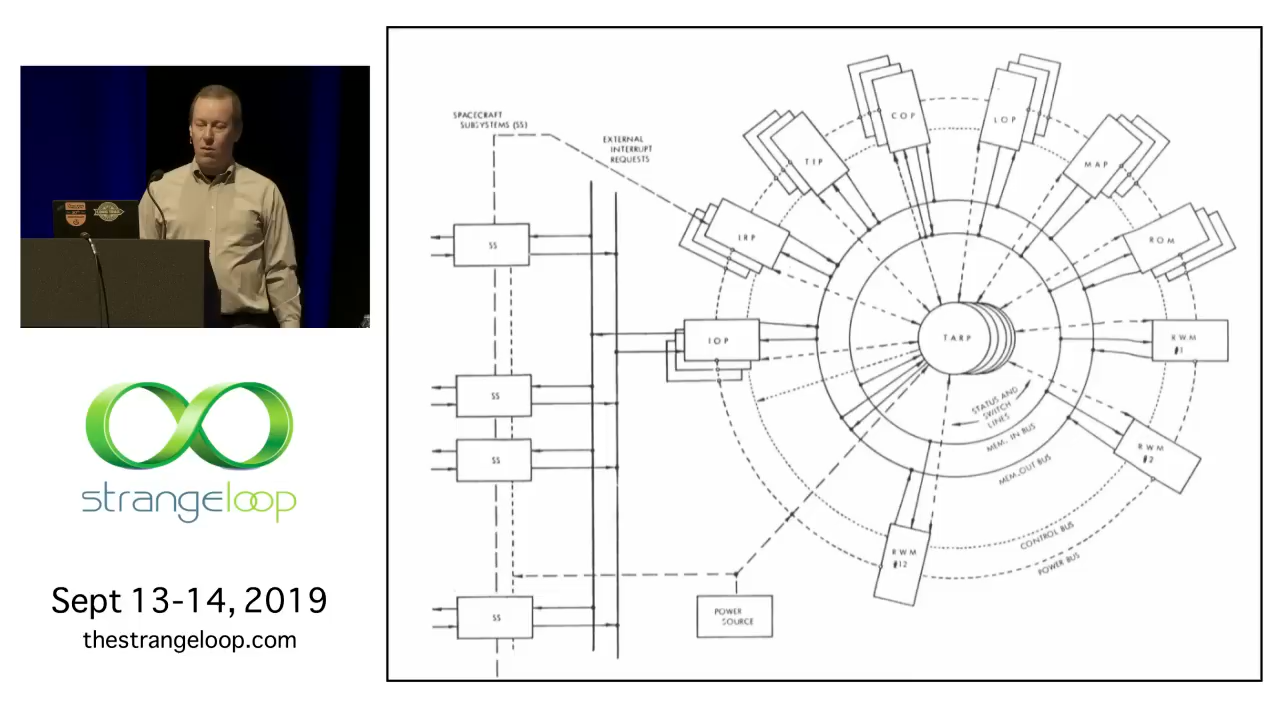 SPACECRAFT
SUBSYSTEMS (SS)
EXTERNAL
INTERRUPT
REQUESTS
SS
SS
SS
SS
POWER
SOURCE
IOP
IRP
TIP
COP
LOP
MAP
ROM
RWM
#1
RWM
#2
RWM
#12
TARP
STATUS AND
SWITCH
LINES
MEM. IN BUS
MEM. OUT BUS
CONTROL BUS
POWER BUS
strangeloop
Sept 13-14, 2019
thestrangeloop.com